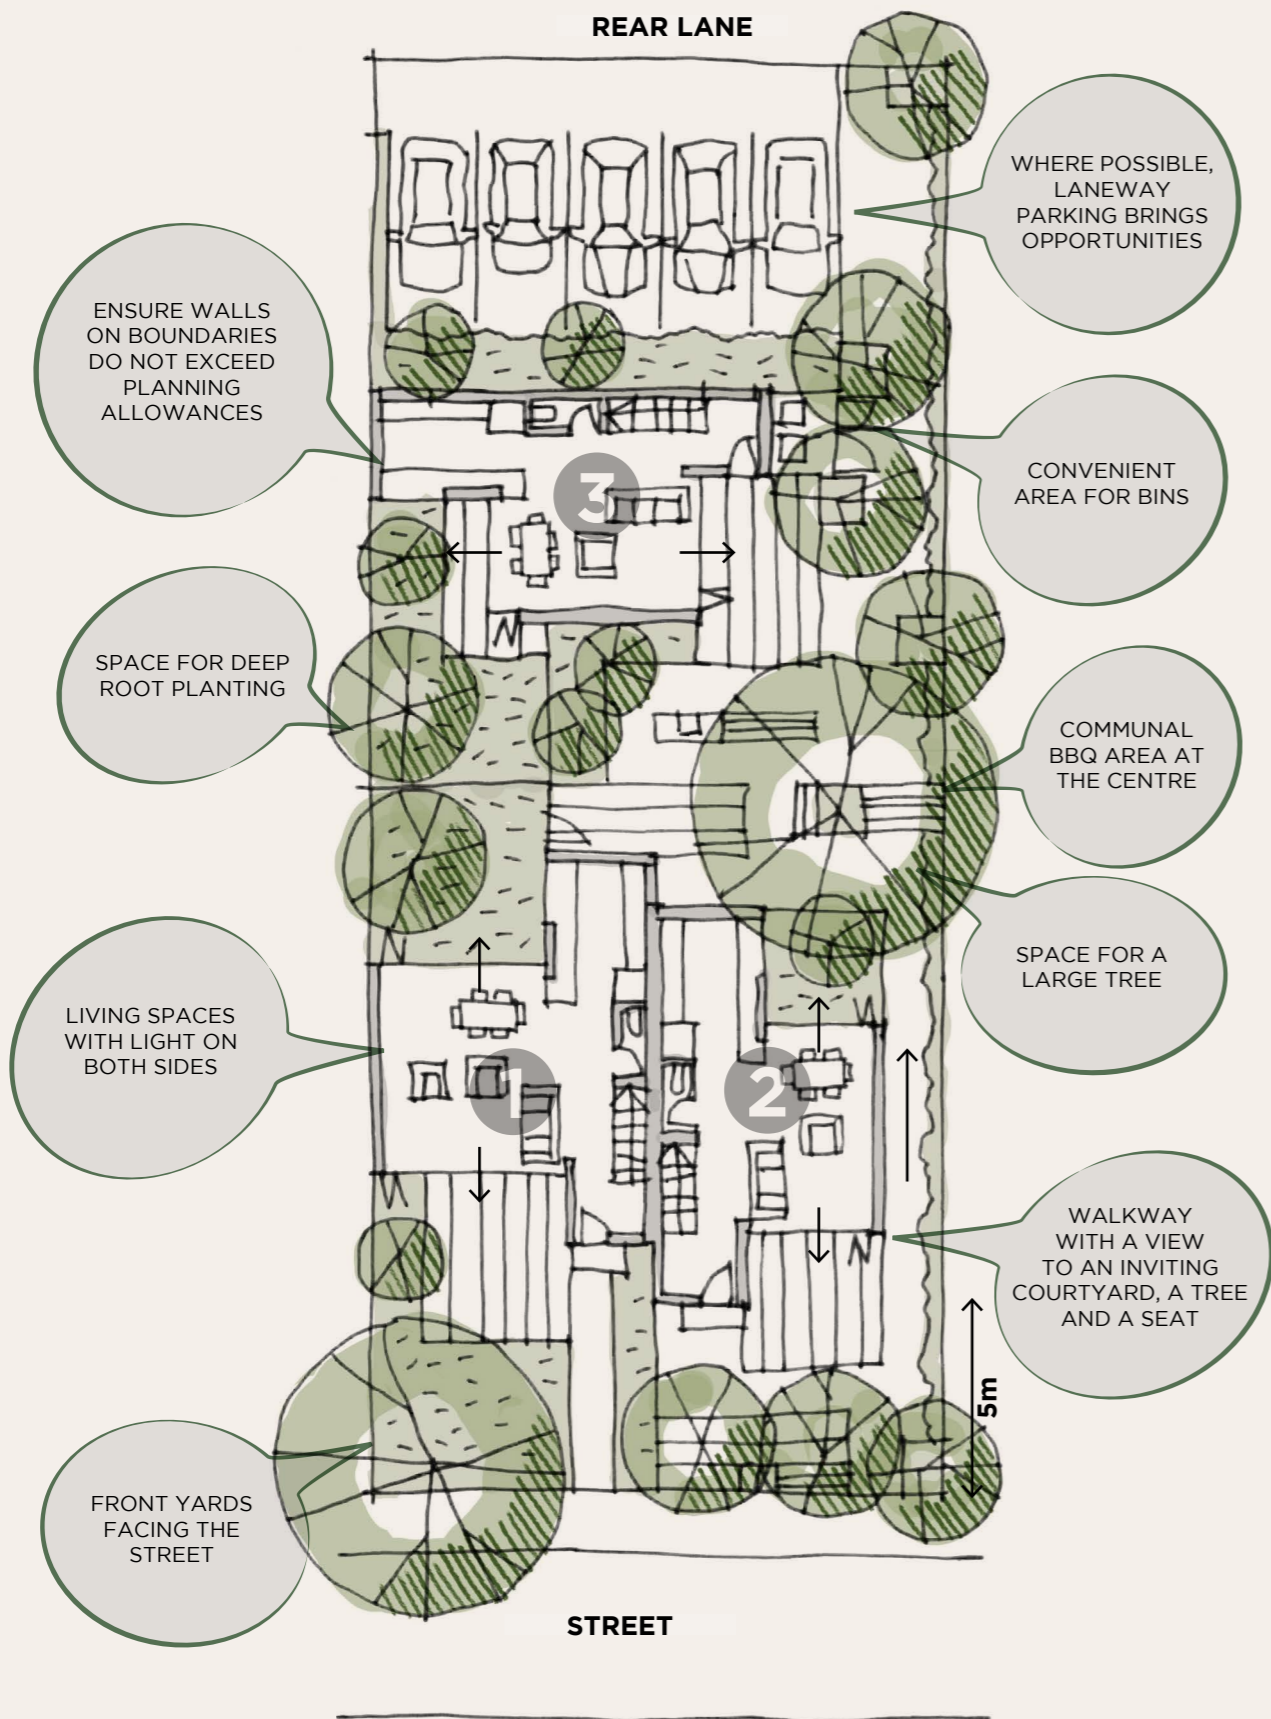 REAR LANE
WHERE POSSIBLE,
LANEWAY
PARKING BRINGS
OPPORTUNITIES
ENSURE WALLS
ON BOUNDARIES
DO NOT EXCEED
PLANNING
ALLOWANCES
CONVENIENT
AREA FOR BINS
3
SPACE FOR DEEP
ROOT PLANTING
COMMUNAL
BBQ AREA AT
THE CENTRE
SPACE FOR A
LARGE TREE
LIVING SPACES
WITH LIGHT ON
BOTH SIDES
1
2
WALKWAY
WITH A VIEW
TO AN INVITING
COURTYARD, A TREE
AND A SEAT
5m
FRONT YARDS
FACING THE
STREET
STREET